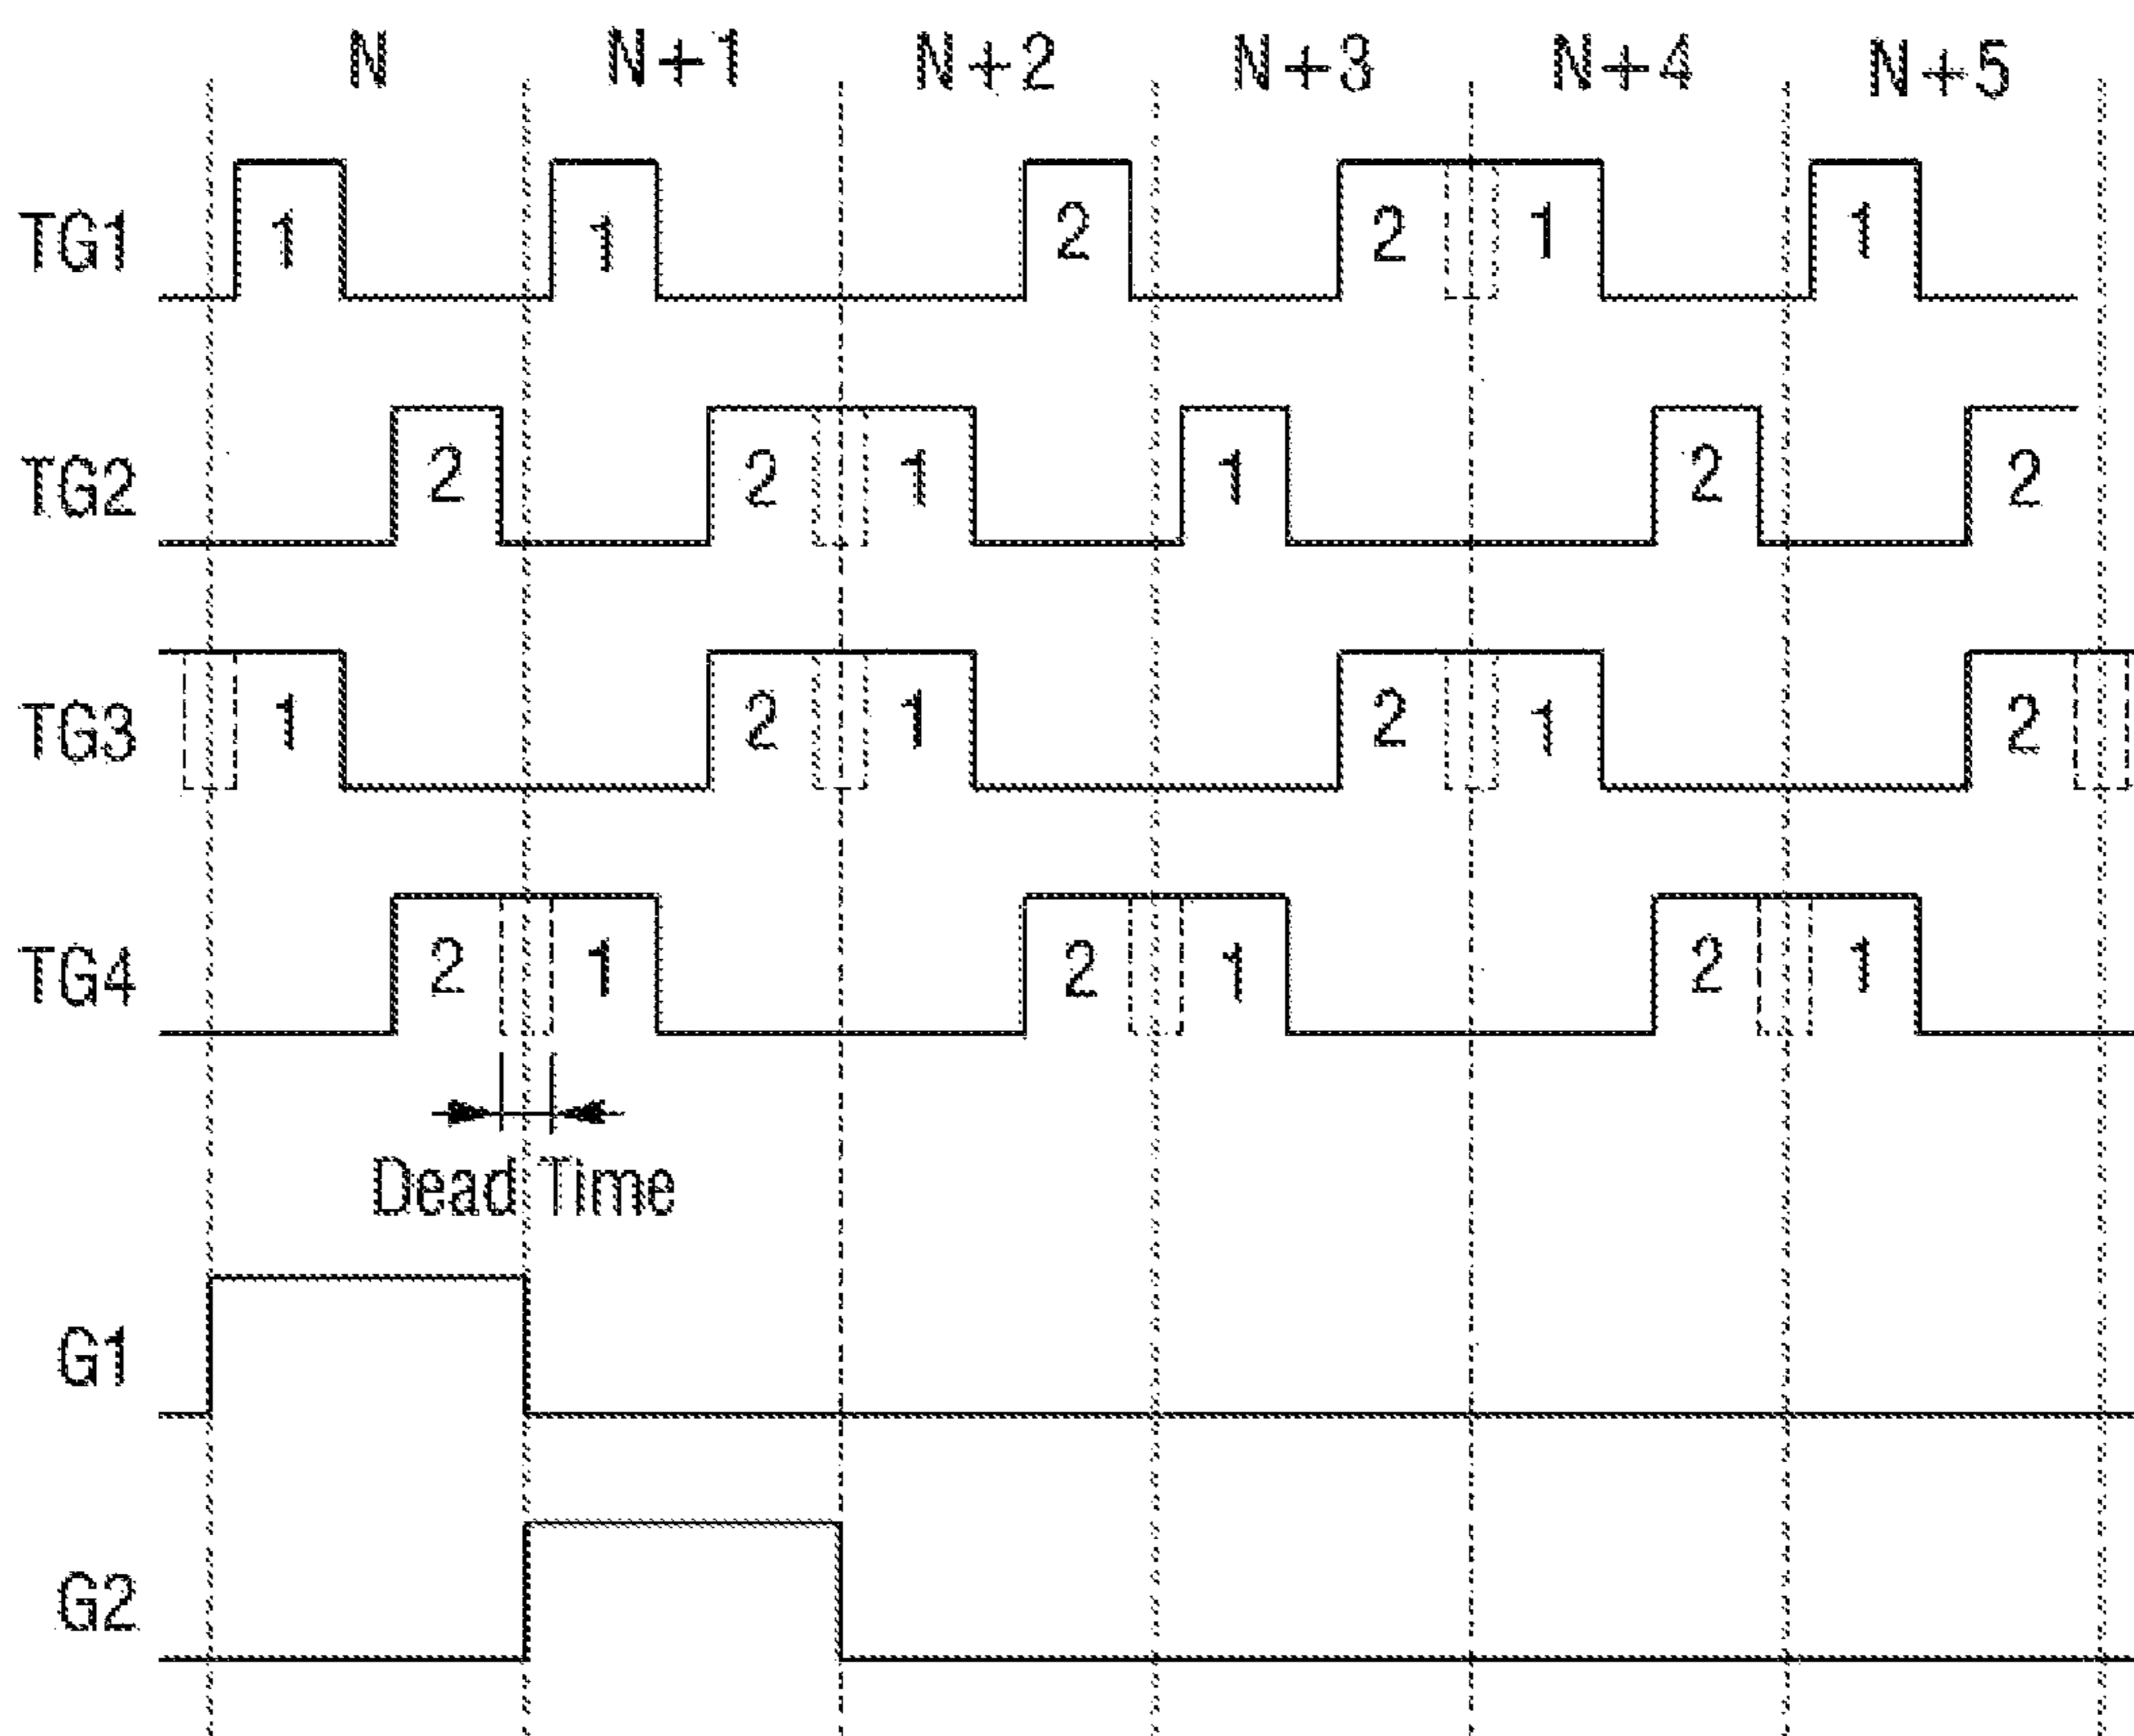 N N+1 N+2 N+3 N+4 N+5
TG1 1 1 2 2 1 1
TG2 2 2 1 1 2 2
TG3 1 2 1 2 1 2
TG4 2 1 2 1 2 1
Dead Time
G1
G2